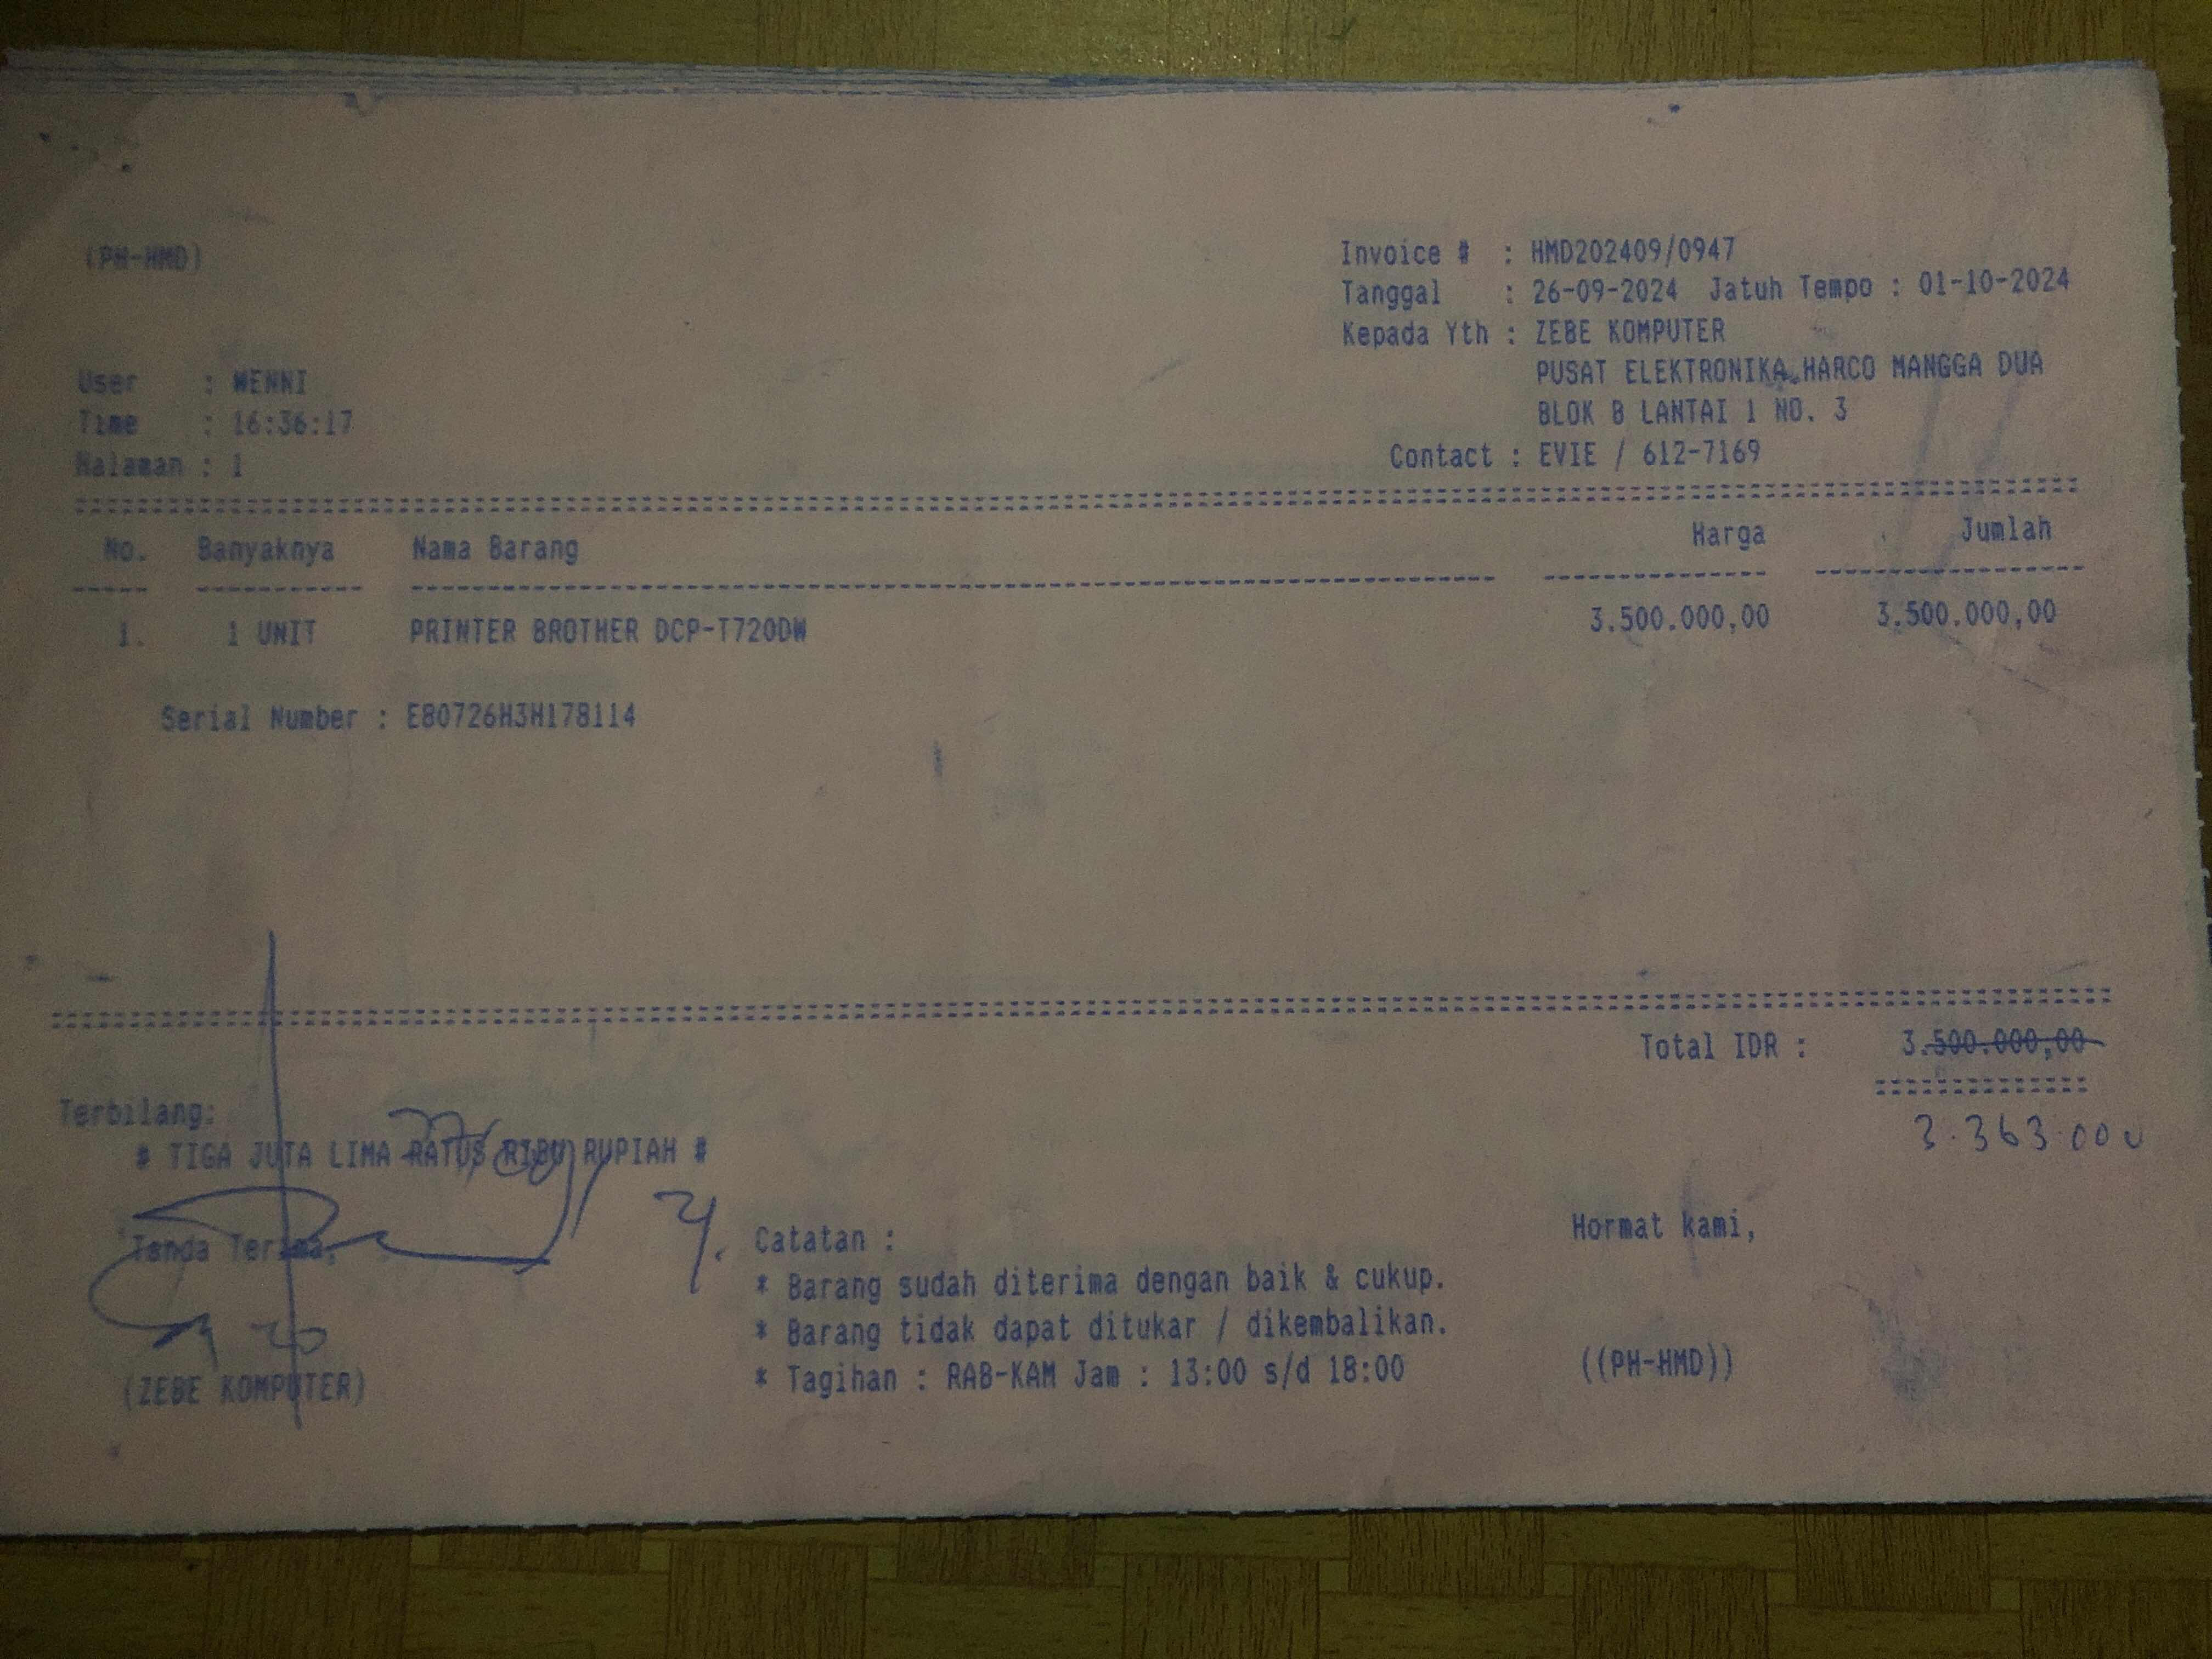 (PH-HMD)
Invoice # : HMD202409/0947
Tanggal : 26-09-2024 Jatuh Tempo : 01-10-2024
Kepada Yth : ZEBE KOMPUTER
PUSAT ELEKTRONIKA HARCO MANGGA DUA
BLOK B LANTAI 1 NO. 3
Contact : EVIE / 612-7169
User : WENNI
Time : 16:36:17
Halaman : 1
No. Banyaknya Nama Barang Harga Jumlah
1. 1 UNIT PRINTER BROTHER DCP-T720DW 3.500.000,00 3.500.000,00
Serial Number : E80726H3H178114
Total IDR : 3.500.000,00
3.363.000
Terbilang:
# TIGA JUTA LIMA RATUS RIBU RUPIAH #
Tanda Terima,
(ZEBE KOMPUTER)
Catatan :
* Barang sudah diterima dengan baik & cukup.
* Barang tidak dapat ditukar / dikembalikan.
* Tagihan : RAB-KAM Jam : 13:00 s/d 18:00
Hormat kami,
((PH-HMD))